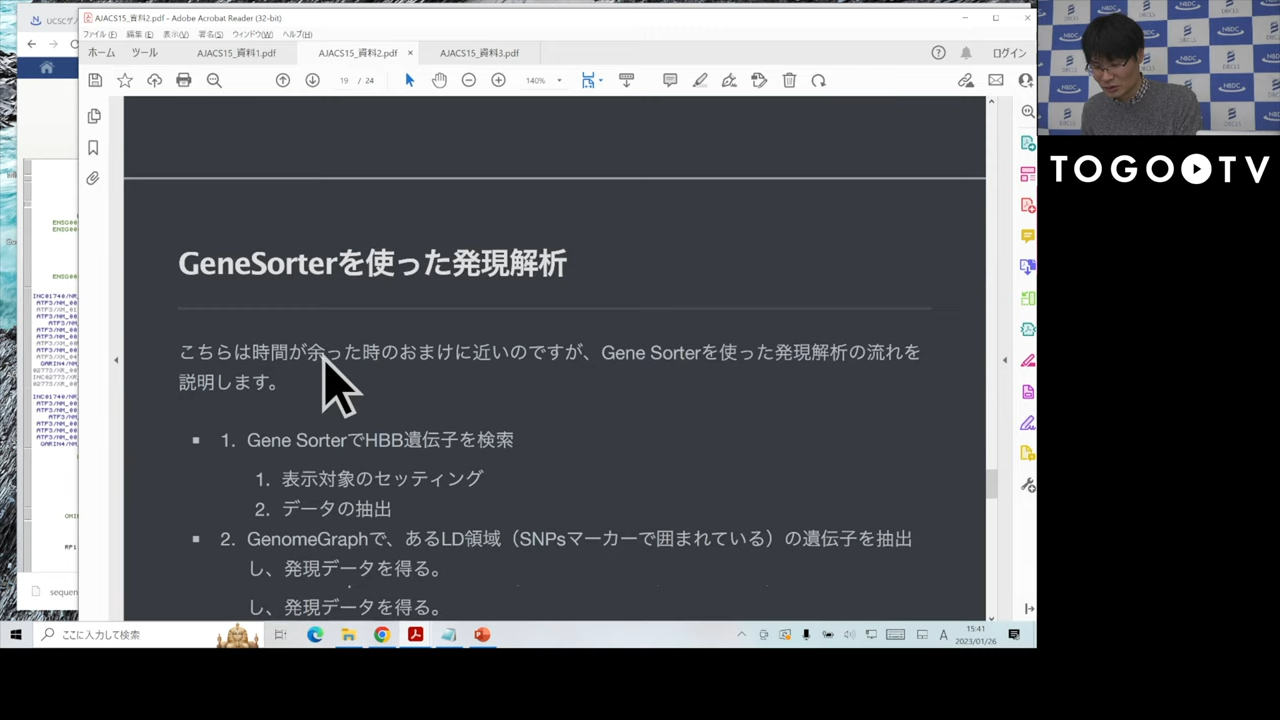 UCSCゲノ
AJACS15_資料2.pdf - Adobe Acrobat Reader (32-bit)
ファイル(F) 編集(E) 表示(V) 署名(S) ウィンドウ(W) ヘルプ(H)
ホーム ツール AJACS15_資料1.pdf AJACS15_資料2.pdf × AJACS15_資料3.pdf ログイン
19 / 24 140%
TOGO TV
GeneSorterを使った発現解析
こちらは時間が余った時のおまけに近いのですが、Gene Sorterを使った発現解析の流れを
説明します。
1. Gene SorterでHBB遺伝子を検索
1. 表示対象のセッティング
2. データの抽出
2. GenomeGraphで、あるLD領域（SNPsマーカーで囲まれている）の遺伝子を抽出
し、発現データを得る。
し、発現データを得る。
sequen
ここに入力して検索
A
15:41
2023/01/26